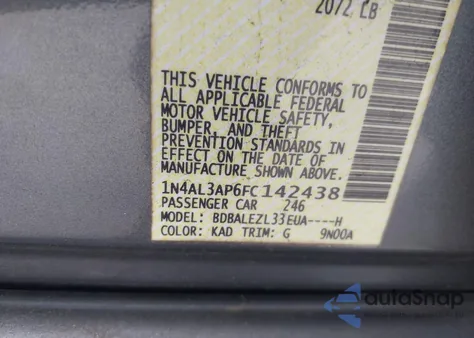 2072 LB
THIS VEHICLE CONFORMS TO
ALL APPLICABLE FEDERAL
MOTOR VEHICLE SAFETY,
BUMPER, AND THEFT
PREVENTION STANDARDS IN
EFFECT ON THE DATE OF
MANUFACTURE SHOWN ABOVE.
1N4AL3AP6FC142438
PASSENGER CAR 246
MODEL: BDBALEZL33EUA----H
COLOR: KAD TRIM: G 9N00A
autoSnap